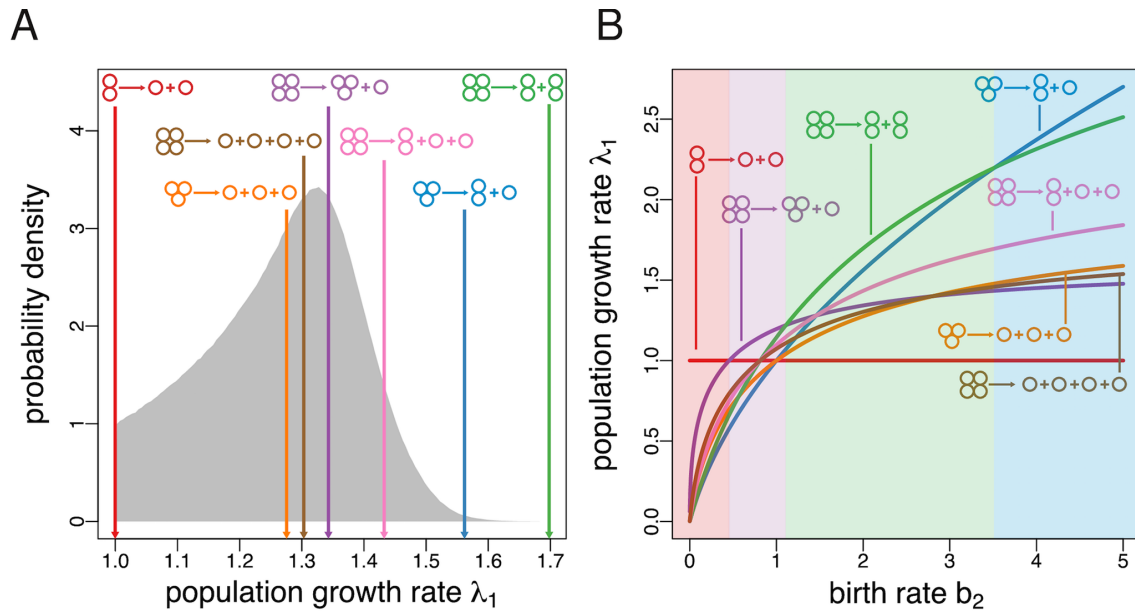 A
probability density
4
3
2
1
0
1.0 1.1 1.2 1.3 1.4 1.5 1.6 1.7
population growth rate λ1
+
+
+
+ + +
+ +
+ +
+
B
population growth rate λ1
2.5
2.0
1.5
1.0
0.5
0.0
0 1 2 3 4 5
birth rate b2
+
+
+
+
+ +
+ +
+ + +